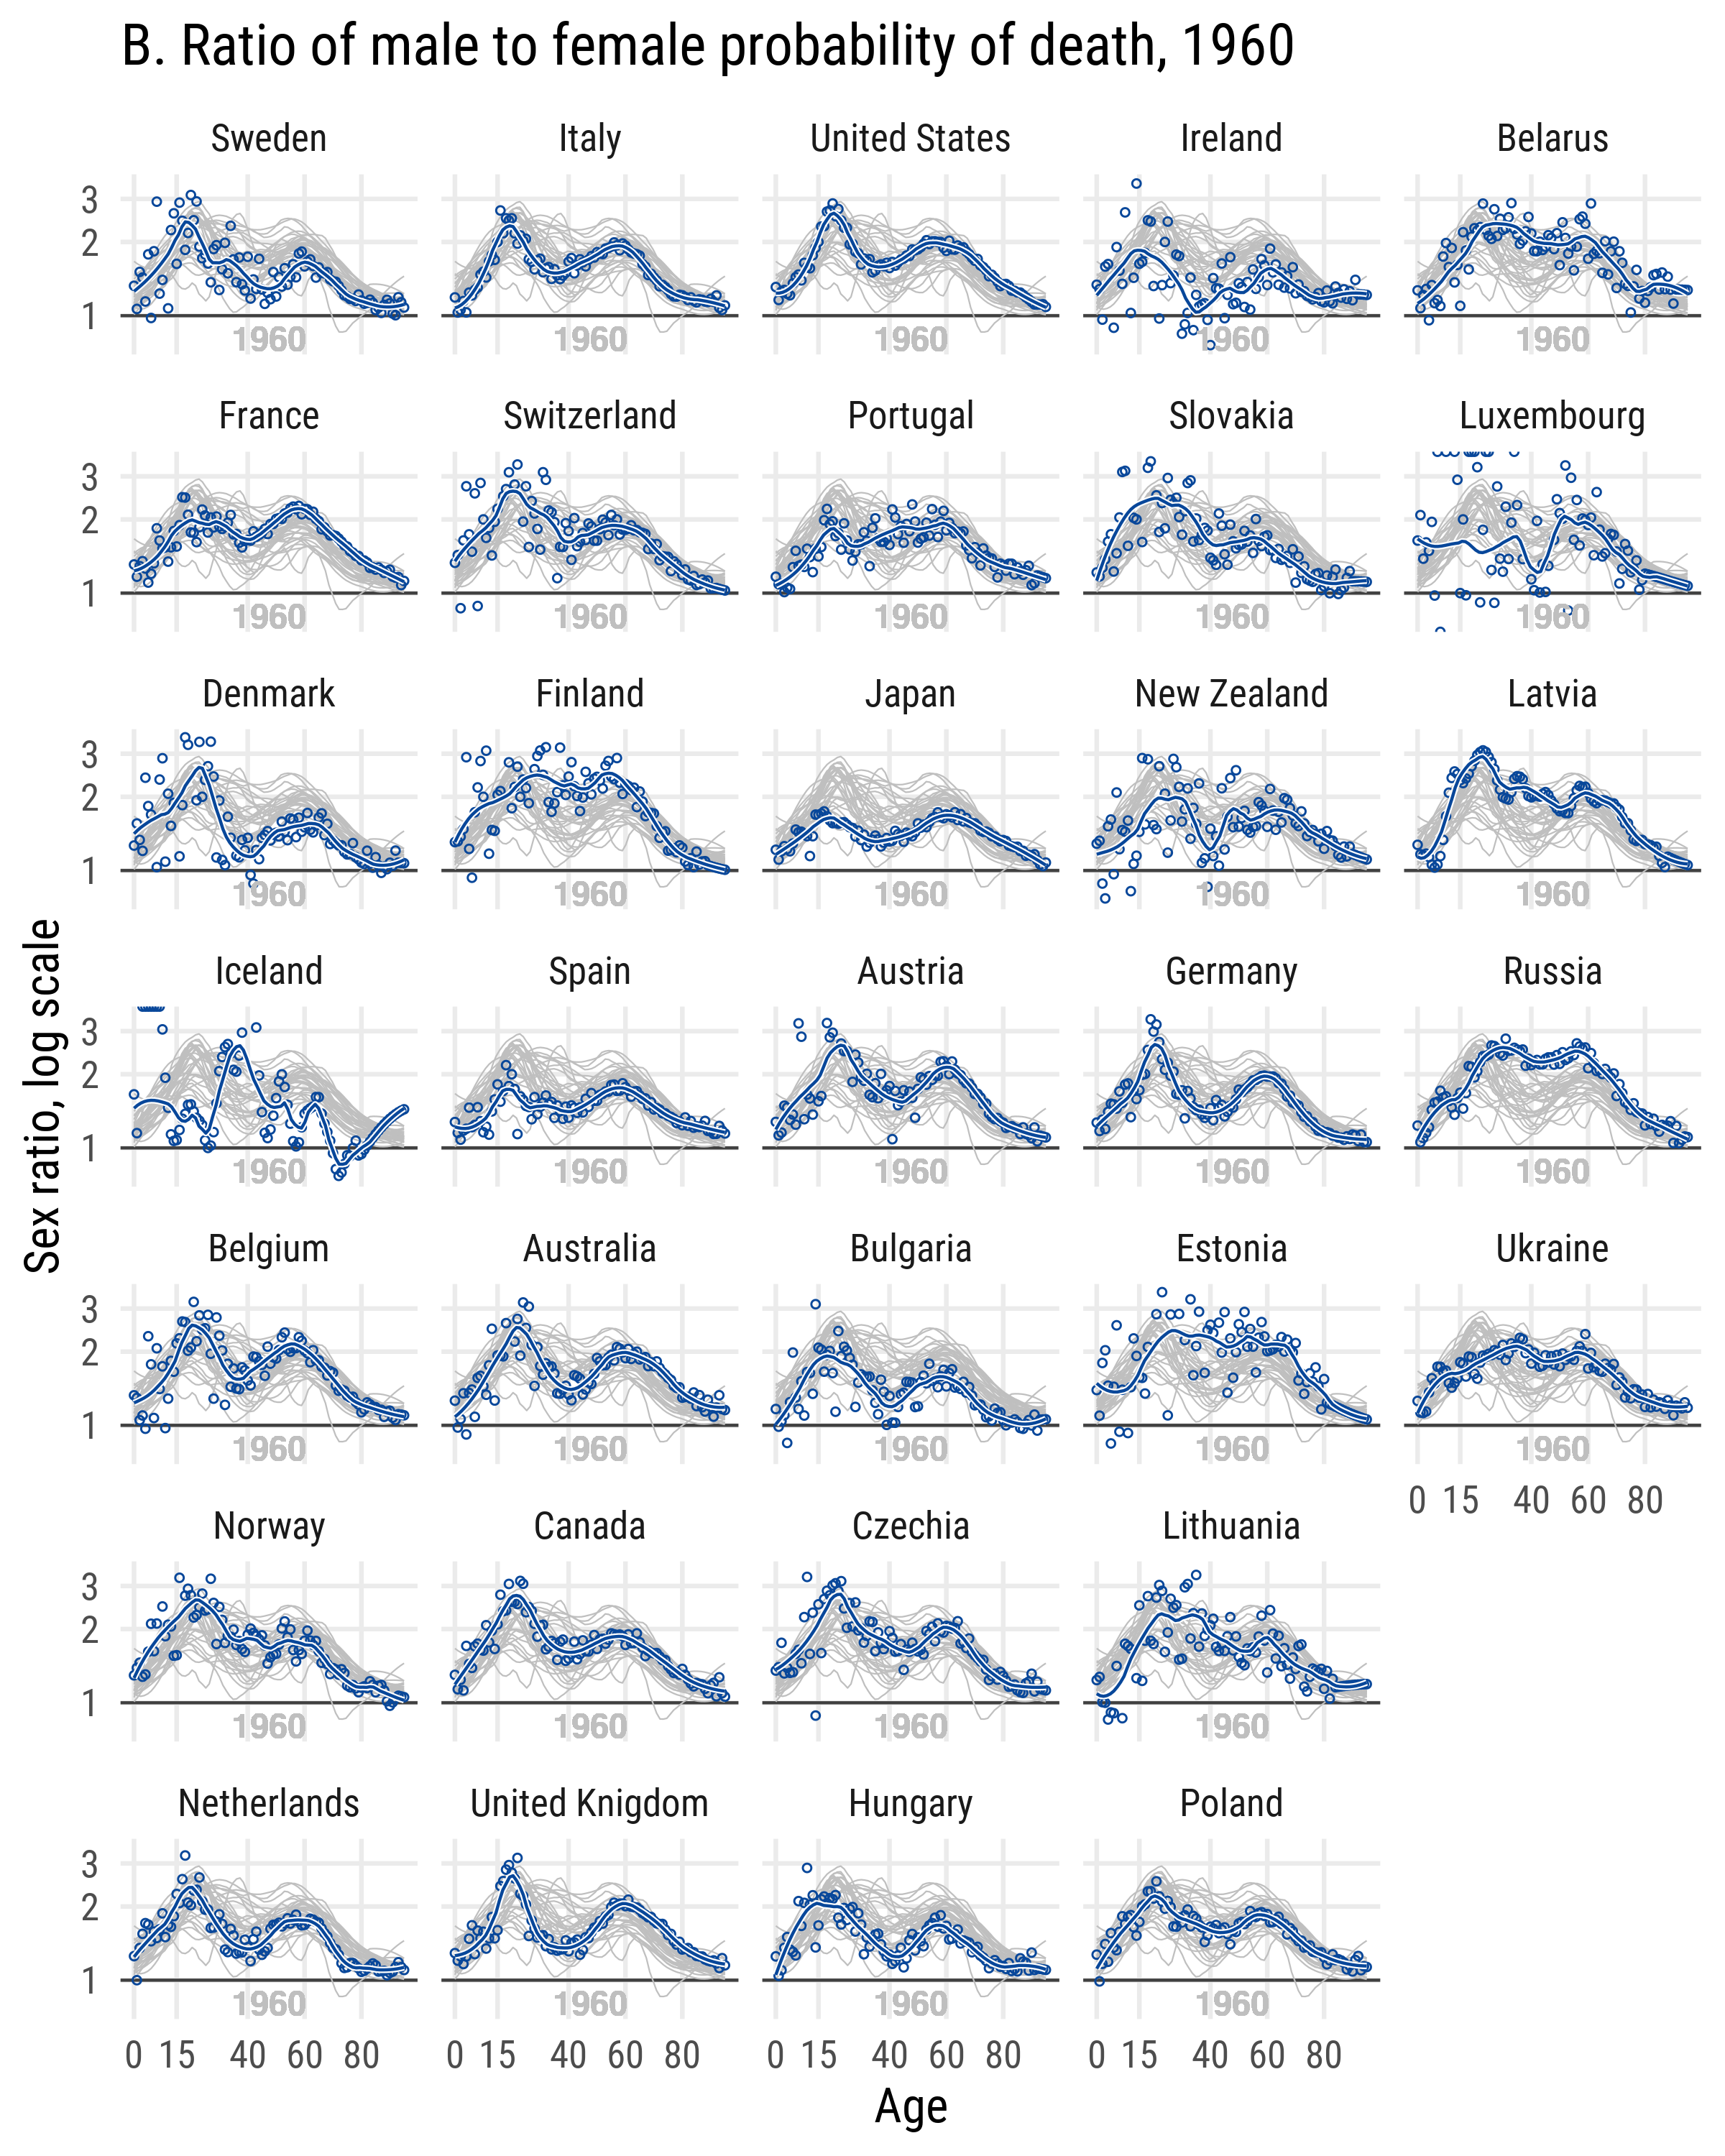 B. Ratio of male to female probability of death, 1960
Sweden Italy United States Ireland Belarus
3
2
1
1960 1960 1960 1960 1960
France Switzerland Portugal Slovakia Luxembourg
3
2
1
1960 1960 1960 1960 1960
Denmark Finland Japan New Zealand Latvia
3
2
1
1960 1960 1960 1960 1960
Sex ratio, log scale
Iceland Spain Austria Germany Russia
3
2
1
1960 1960 1960 1960 1960
Belgium Australia Bulgaria Estonia Ukraine
3
2
1
1960 1960 1960 1960 1960
0 15 40 60 80
Norway Canada Czechia Lithuania
3
2
1
1960 1960 1960 1960
Netherlands United Knigdom Hungary Poland
3
2
1
1960 1960 1960 1960
0 15 40 60 80 0 15 40 60 80 0 15 40 60 80 0 15 40 60 80
Age